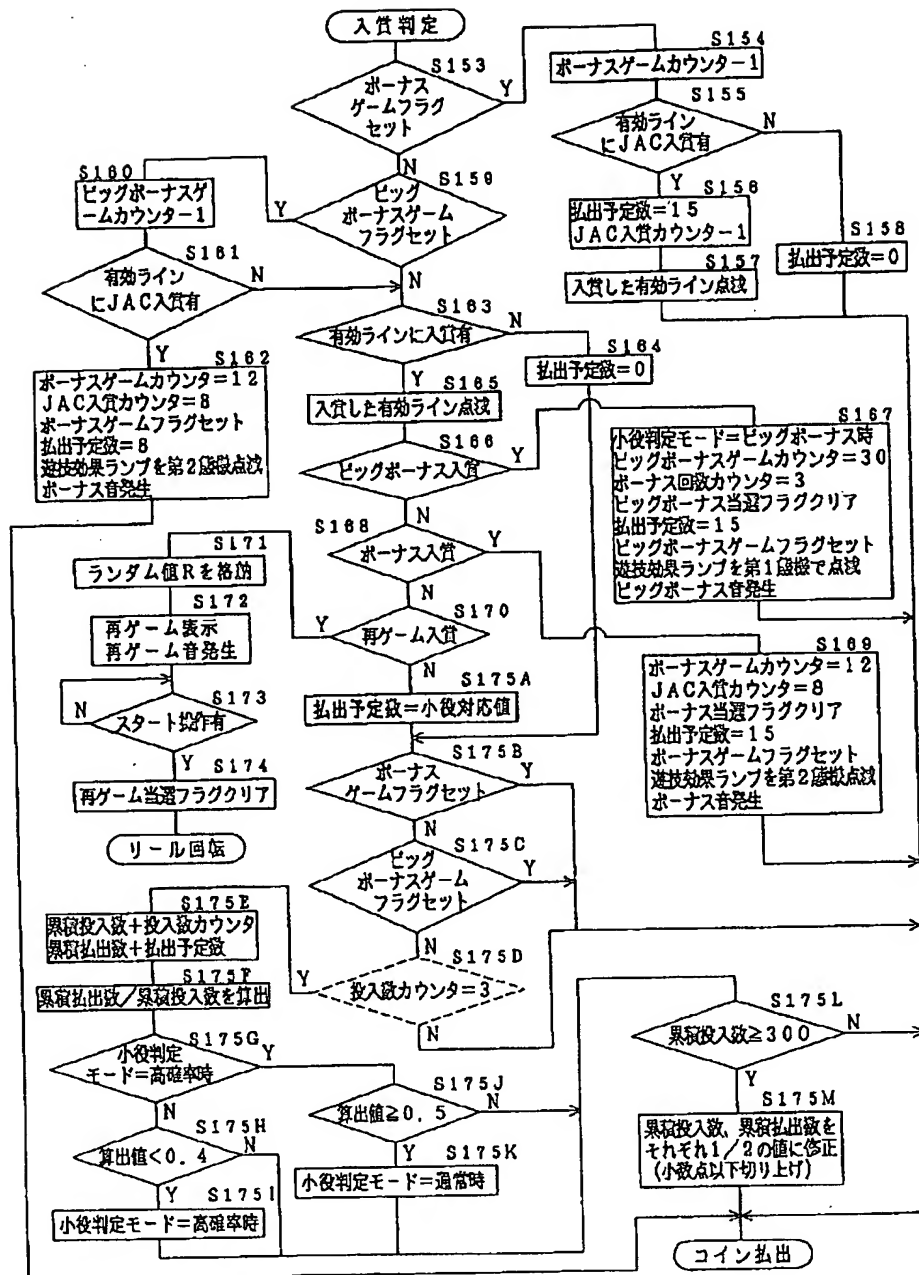 入賞判定
S153
ボーナス
ゲームフラグ
セット
Y
N
S154
ボーナスゲームカウンター1
S155
有効ライン
にJAC入賞有
N
Y
S156
払出予定数=15
JAC入賞カウンター1
S157
入賞した有効ライン点滅
S158
払出予定数=0
S159
ビッグ
ボーナスゲーム
フラグセット
Y
N
S160
ビッグボーナスゲ
ームカウンター1
S161
有効ライン
にJAC入賞有
N
Y
S162
ボーナスゲームカウンタ=12
JAC入賞カウンタ=8
ボーナスゲームフラグセット
払出予定数=8
遊技効果ランプを第2態様点滅
ボーナス音発生
S163
有効ラインに入賞有
N
Y
S164
払出予定数=0
S165
入賞した有効ライン点滅
S166
ビッグボーナス入賞
Y
N
S167
小役判定モード=ビッグボーナス時
ビッグボーナスゲームカウンタ=30
ボーナス回数カウンタ=3
ビッグボーナス当選フラグクリア
払出予定数=15
ビッグボーナスゲームフラグセット
遊技効果ランプを第1態様で点滅
ビッグボーナス音発生
S168
ボーナス入賞
Y
N
S169
ボーナスゲームカウンタ=12
JAC入賞カウンタ=8
ボーナス当選フラグクリア
払出予定数=15
ボーナスゲームフラグセット
遊技効果ランプを第2態様点滅
ボーナス音発生
S170
再ゲーム入賞
Y
N
S171
ランダム値Rを格納
S172
再ゲーム表示
再ゲーム音発生
S173
スタート操作有
N
Y
S174
再ゲーム当選フラグクリア
リール回転
S175A
払出予定数=小役対応値
S175B
ボーナス
ゲームフラグセット
Y
N
S175C
ビッグ
ボーナスゲーム
フラグセット
Y
N
S175D
投入数カウンタ=3
Y
N
S175E
累積投入数+投入数カウンタ
累積払出数+払出予定数
S175F
累積払出数/累積投入数を算出
S175G
小役判定
モード=高確率時
Y
N
S175H
算出値<0.4
N
Y
S175I
小役判定モード=高確率時
S175J
算出値≧0.5
N
Y
S175K
小役判定モード=通常時
S175L
累積投入数≧300
N
Y
S175M
累積投入数、累積払出数を
それぞれ1/2の値に修正
(小数点以下切り上げ)
コイン払出